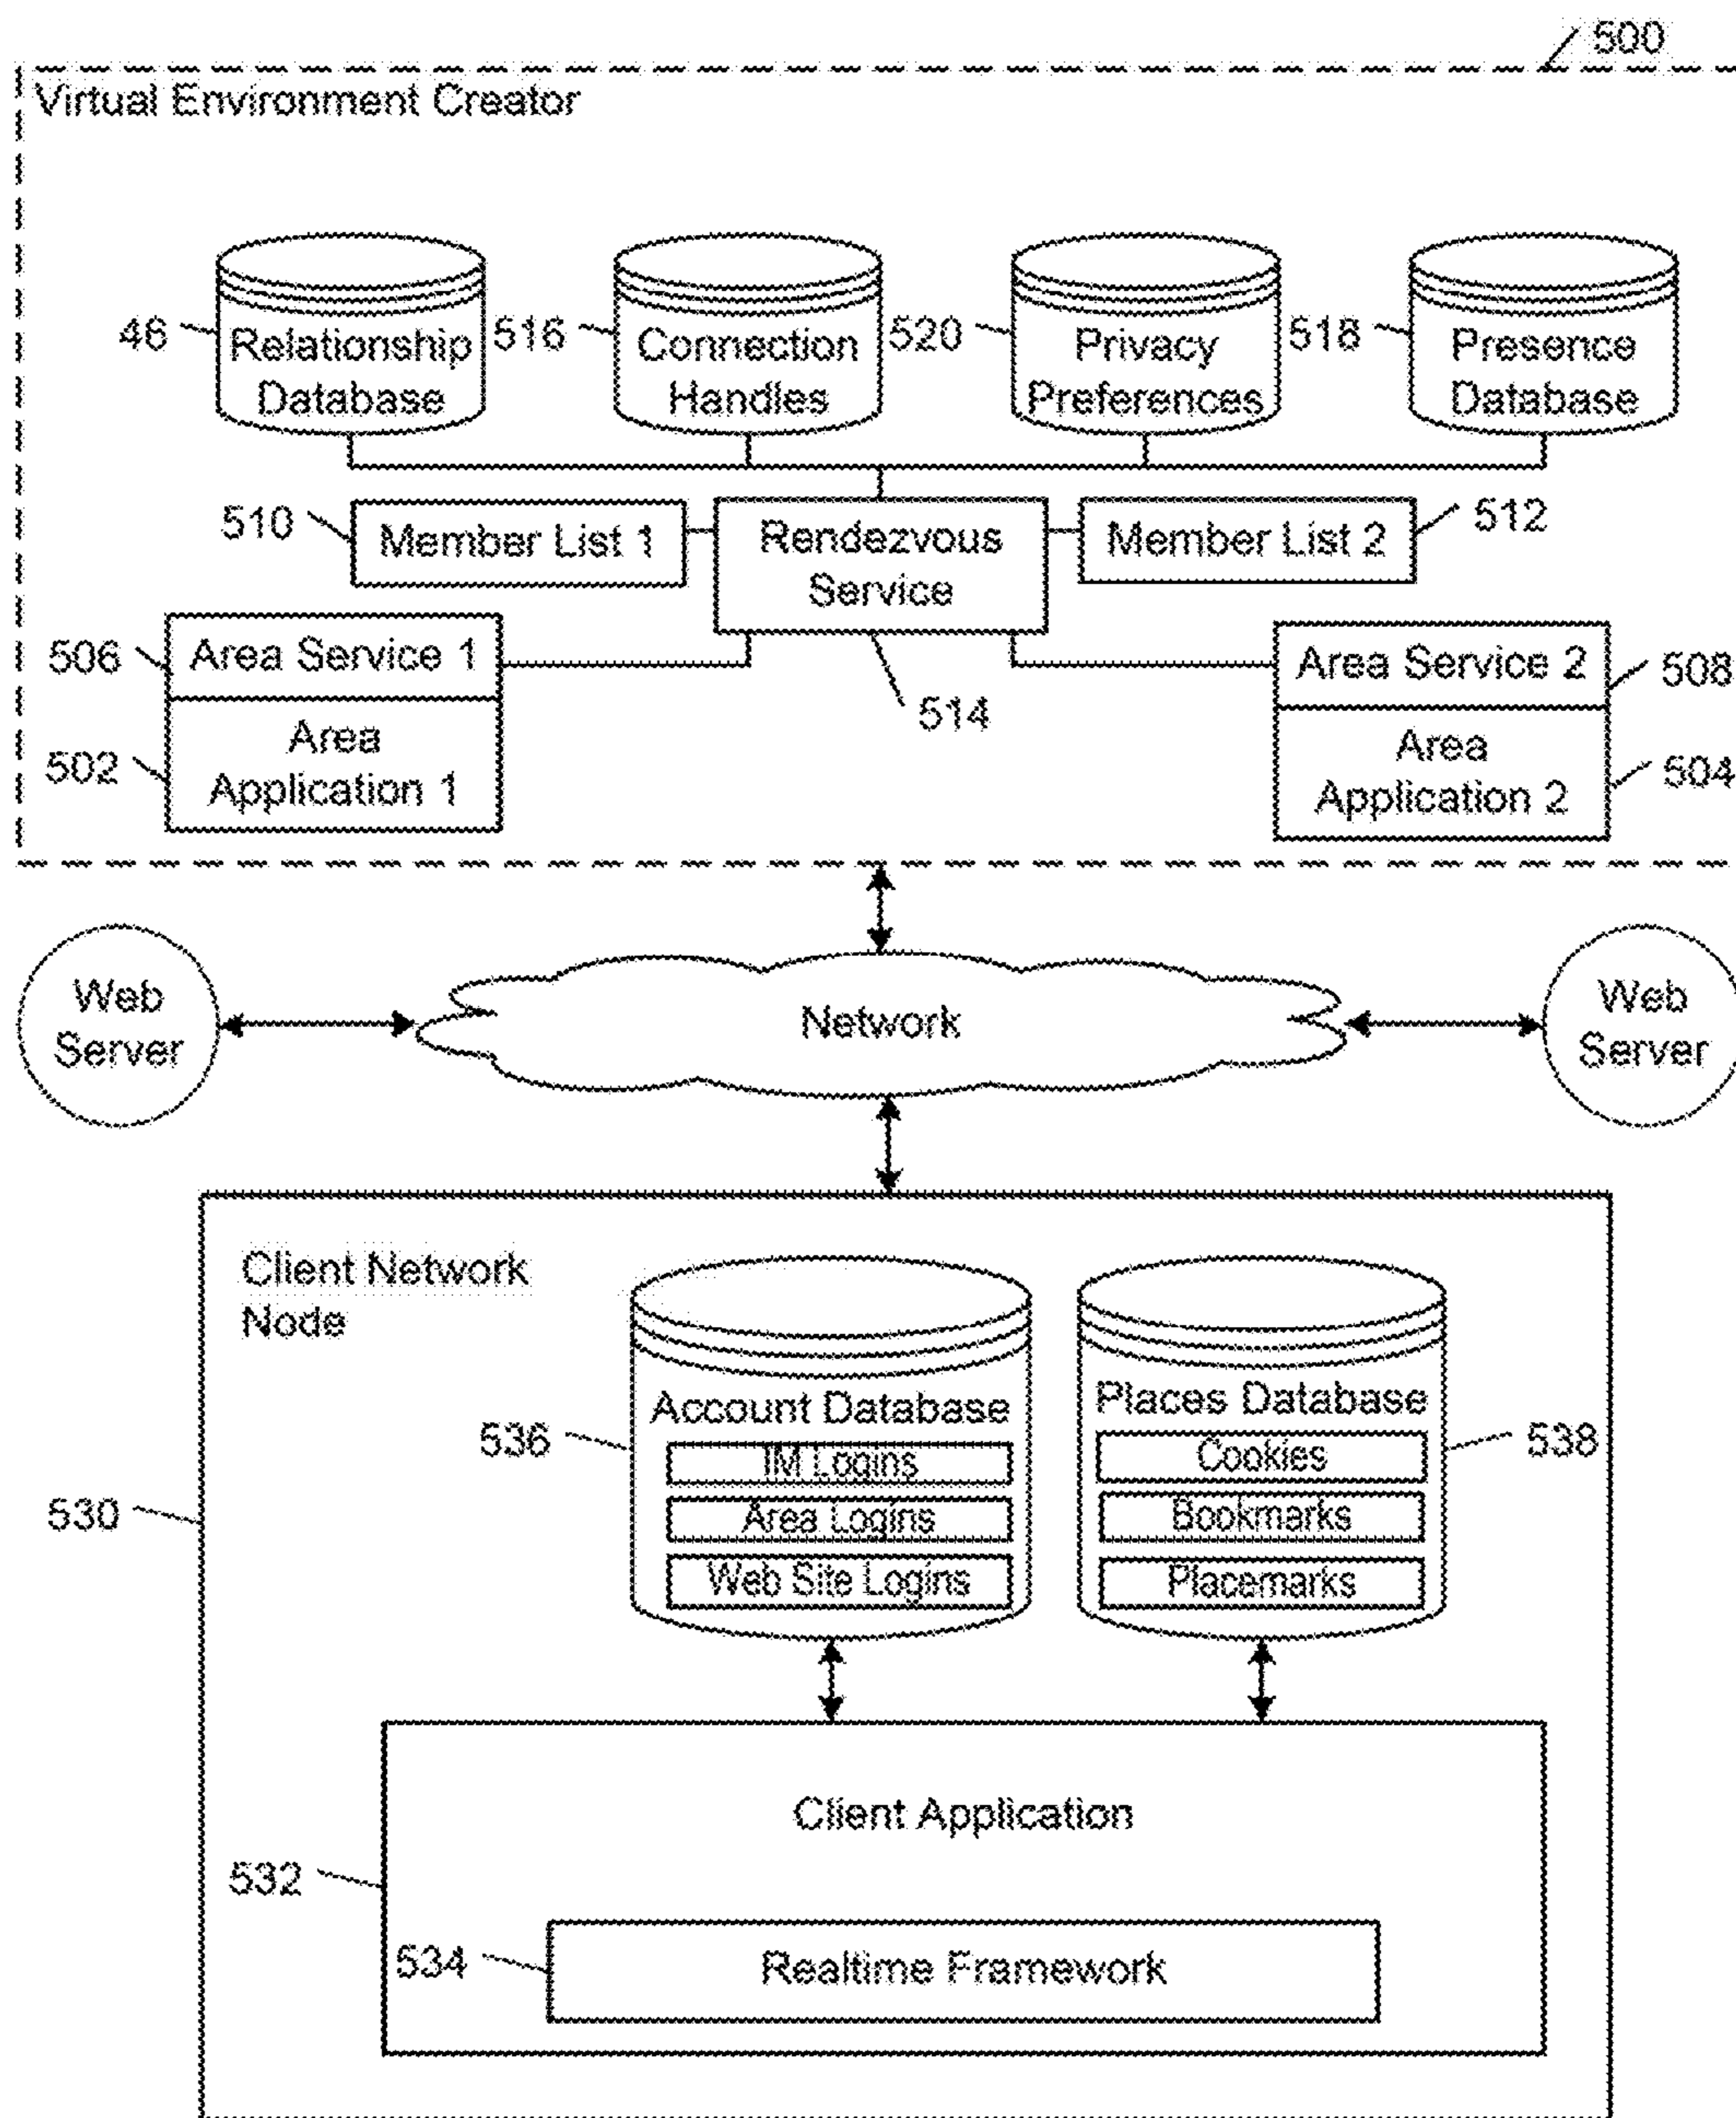 500
Virtual Environment Creator
46
Relationship
Database
516
Connection
Handles
520
Privacy
Preferences
518
Presence
Database
510
Member List 1
Rendezvous
Service
Member List 2
512
506
Area Service 1
514
Area Service 2
508
502
Area
Application 1
Area
Application 2
504
Web
Server
Network
Web
Server
Client Network
Node
536
Account Database
IM Logins
Area Logins
Web Site Logins
Places Database
Cookies
Bookmarks
Placemarks
538
530
Client Application
532
534
Realtime Framework